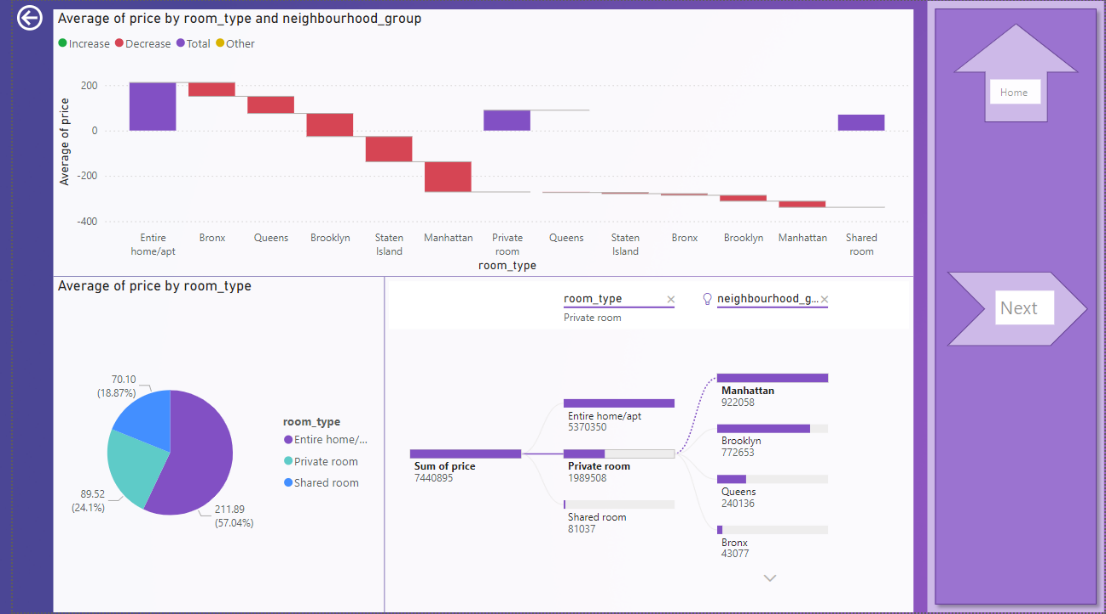 Average of price by room_type and neighbourhood_group
Increase Decrease Total Other
Average of price
200
0
-200
-400
Entire home/apt
Bronx
Queens
Brooklyn
Staten Island
Manhattan
Private room
Queens
Staten Island
Bronx
Brooklyn
Manhattan
Shared room
room_type
Average of price by room_type
70.10
(18.87%)
89.52
(24.1%)
211.89
(57.04%)
room_type
Entire home/...
Private room
Shared room
room_type
Private room
neighbourhood_g...
Sum of price
7440895
Entire home/apt
5370350
Private room
1989508
Shared room
81037
Manhattan
922058
Brooklyn
772653
Queens
240136
Bronx
43077
Home
Next